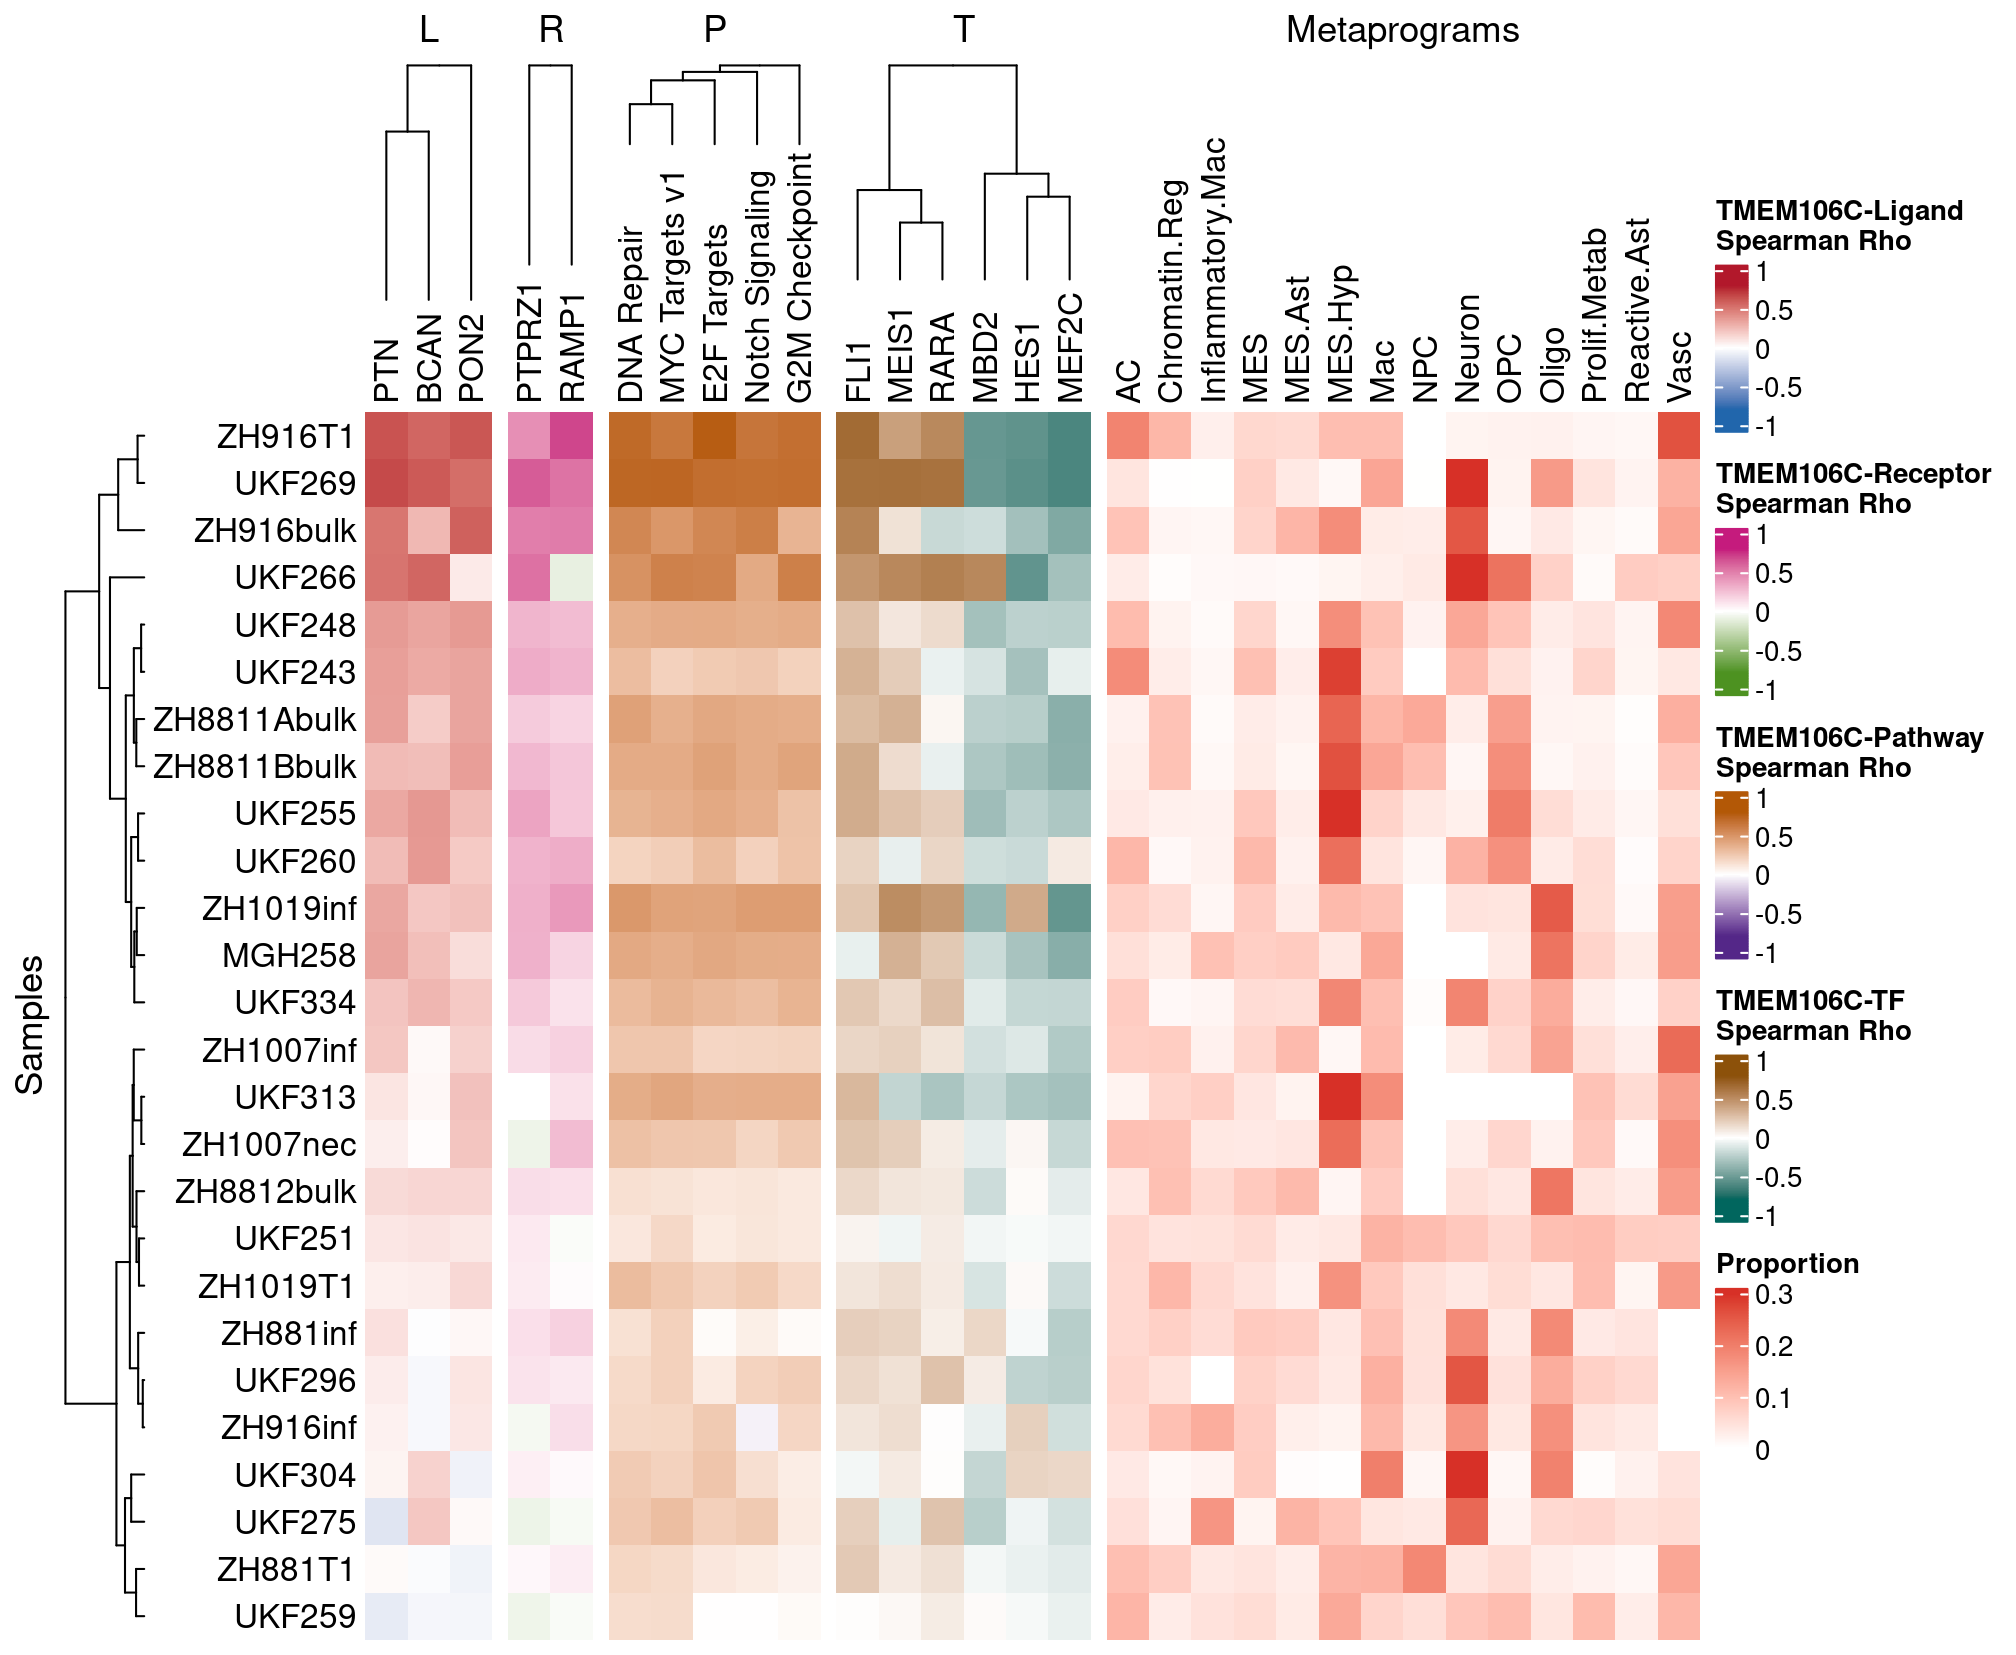 L R P T Metaprograms
PTN
BCAN
PON2
PTPRZ1
RAMP1
DNA Repair
MYC Targets v1
E2F Targets
Notch Signaling
G2M Checkpoint
FLI1
MEIS1
RARA
MBD2
HES1
MEF2C
AC
Chromatin.Reg
Inflammatory.Mac
MES
MES.Ast
MES.Hyp
Mac
NPC
Neuron
OPC
Oligo
Prolif.Metab
Reactive.Ast
Vasc
Samples
ZH916T1
UKF269
ZH916bulk
UKF266
UKF248
UKF243
ZH8811Abulk
ZH8811Bbulk
UKF255
UKF260
ZH1019inf
MGH258
UKF334
ZH1007inf
UKF313
ZH1007nec
ZH8812bulk
UKF251
ZH1019T1
ZH881inf
UKF296
ZH916inf
UKF304
UKF275
ZH881T1
UKF259
TMEM106C-Ligand
Spearman Rho
1
0.5
0
-0.5
-1
TMEM106C-Receptor
Spearman Rho
1
0.5
0
-0.5
-1
TMEM106C-Pathway
Spearman Rho
1
0.5
0
-0.5
-1
TMEM106C-TF
Spearman Rho
1
0.5
0
-0.5
-1
Proportion
0.3
0.2
0.1
0